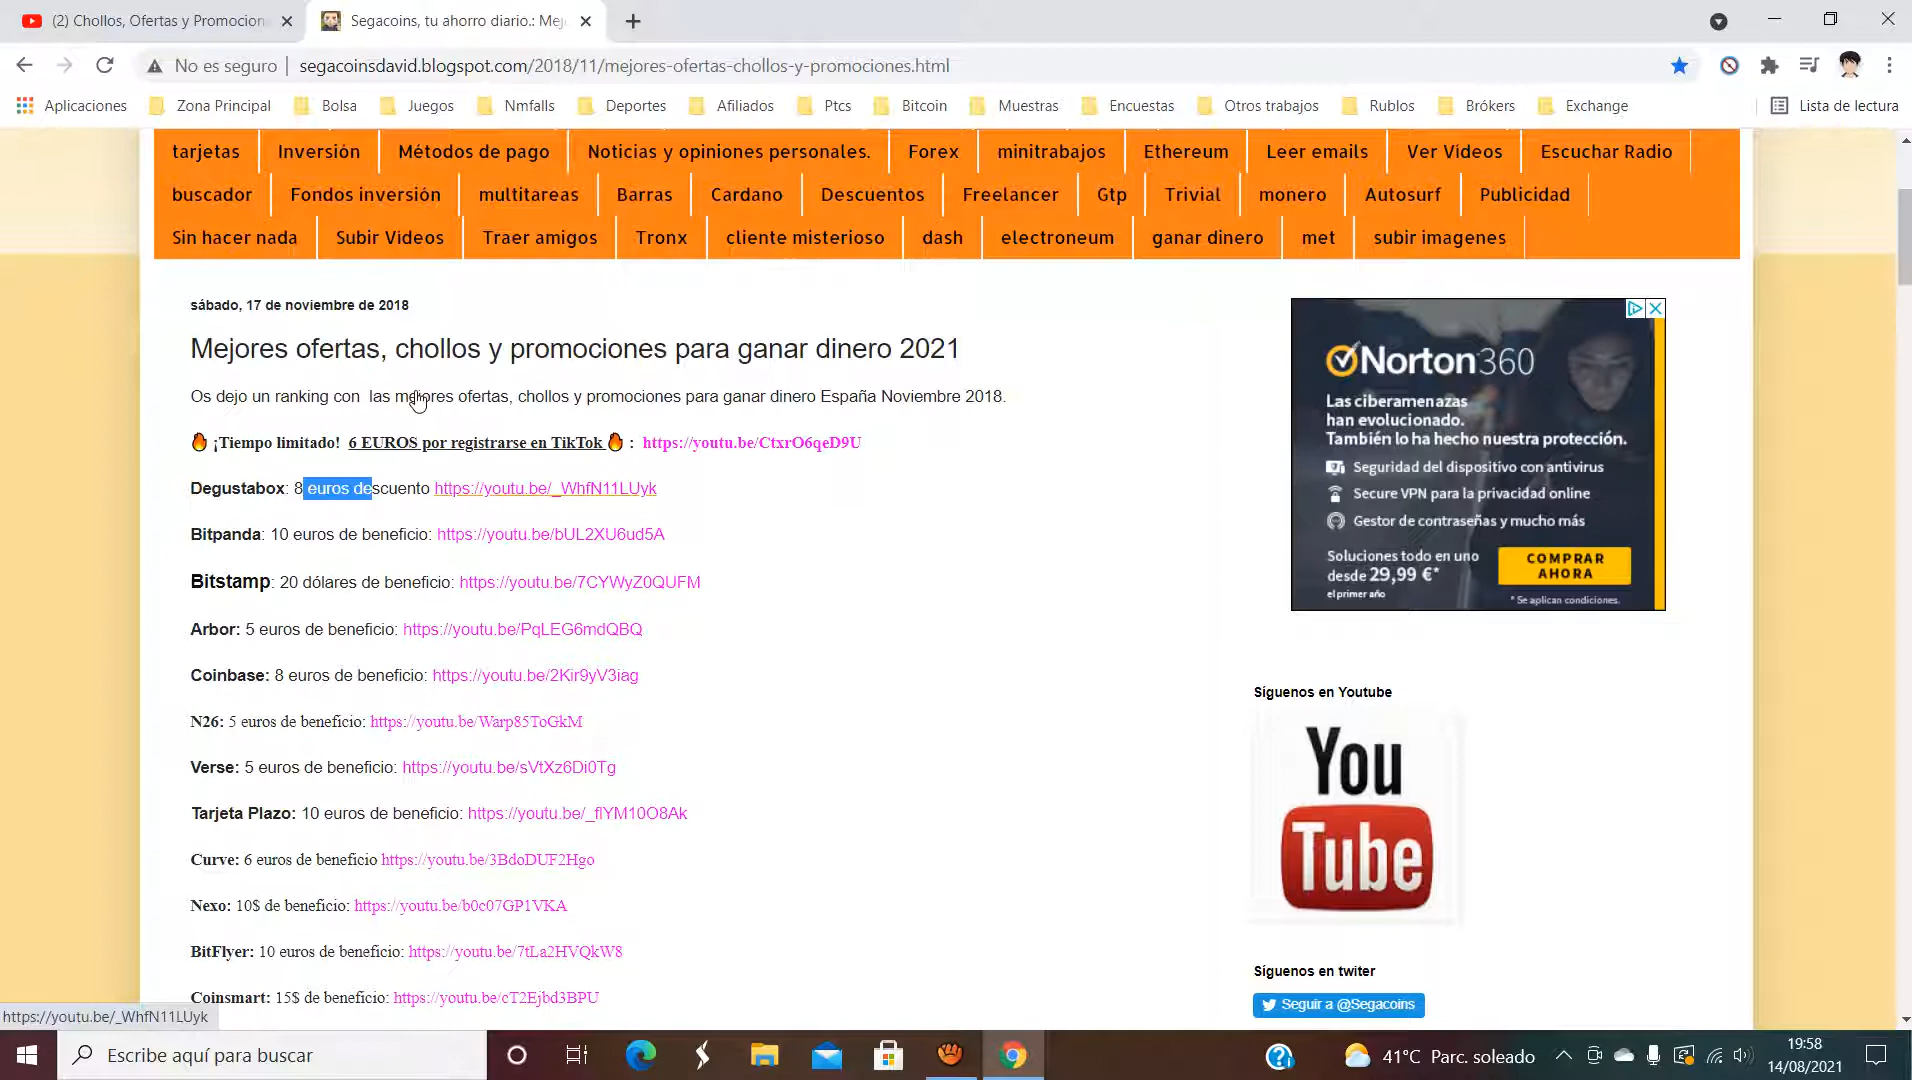 (2) Chollos, Ofertas y Promocion
Segacoins, tu ahorro diario.: Mej
No es seguro
segacoinsdavid.blogspot.com/2018/11/mejores-ofertas-chollos-y-promociones.html
Aplicaciones Zona Principal Bolsa Juegos Nmfalls Deportes Afiliados Ptcs Bitcoin Muestras Encuestas Otros trabajos Rublos Brókers Exchange Lista de lectura
tarjetas Inversión Métodos de pago Noticias y opiniones personales. Forex minitrabajos Ethereum Leer emails Ver Vídeos Escuchar Radio
buscador Fondos inversión multitareas Barras Cardano Descuentos Freelancer Gtp Trivial monero Autosurf Publicidad
Sin hacer nada Subir Videos Traer amigos Tronx cliente misterioso dash electroneum ganar dinero met subir imagenes
sábado, 17 de noviembre de 2018
Mejores ofertas, chollos y promociones para ganar dinero 2021
Os dejo un ranking con las mejores ofertas, chollos y promociones para ganar dinero España Noviembre 2018.
🔥 ¡Tiempo limitado! 6 EUROS por registrarse en TikTok 🔥 : https://youtu.be/CtxrO6qeD9U
Degustabox: 8 euros descuento https://youtu.be/_WhfN11LUyk
Bitpanda: 10 euros de beneficio: https://youtu.be/bUL2XU6ud5A
Bitstamp: 20 dólares de beneficio: https://youtu.be/7CYWyZ0QUFM
Arbor: 5 euros de beneficio: https://youtu.be/PqLEG6mdQBQ
Coinbase: 8 euros de beneficio: https://youtu.be/2Kir9yV3iag
N26: 5 euros de beneficio: https://youtu.be/Warp85ToGkM
Verse: 5 euros de beneficio: https://youtu.be/sVtXz6Di0Tg
Tarjeta Plazo: 10 euros de beneficio: https://youtu.be/_flYM10O8Ak
Curve: 6 euros de beneficio https://youtu.be/3BdoDUF2Hgo
Nexo: 10$ de beneficio: https://youtu.be/b0c07GP1VKA
BitFlyer: 10 euros de beneficio: https://youtu.be/7tLa2HVQkW8
Coinsmart: 15$ de beneficio: https://youtu.be/cT2Ejbd3BPU
Norton360
Las ciberamenazas
han evolucionado.
También lo ha hecho nuestra protección.
Seguridad del dispositivo con antivirus
Secure VPN para la privacidad online
Gestor de contraseñas y mucho más
Soluciones todo en uno
desde 29,99 €*
el primer año
COMPRAR
AHORA
* Se aplican condiciones.
Síguenos en Youtube
You
Tube
Síguenos en twiter
Seguir a @Segacoins
https://youtu.be/_WhfN11LUyk
Escribe aquí para buscar
41°C Parc. soleado
19:58
14/08/2021